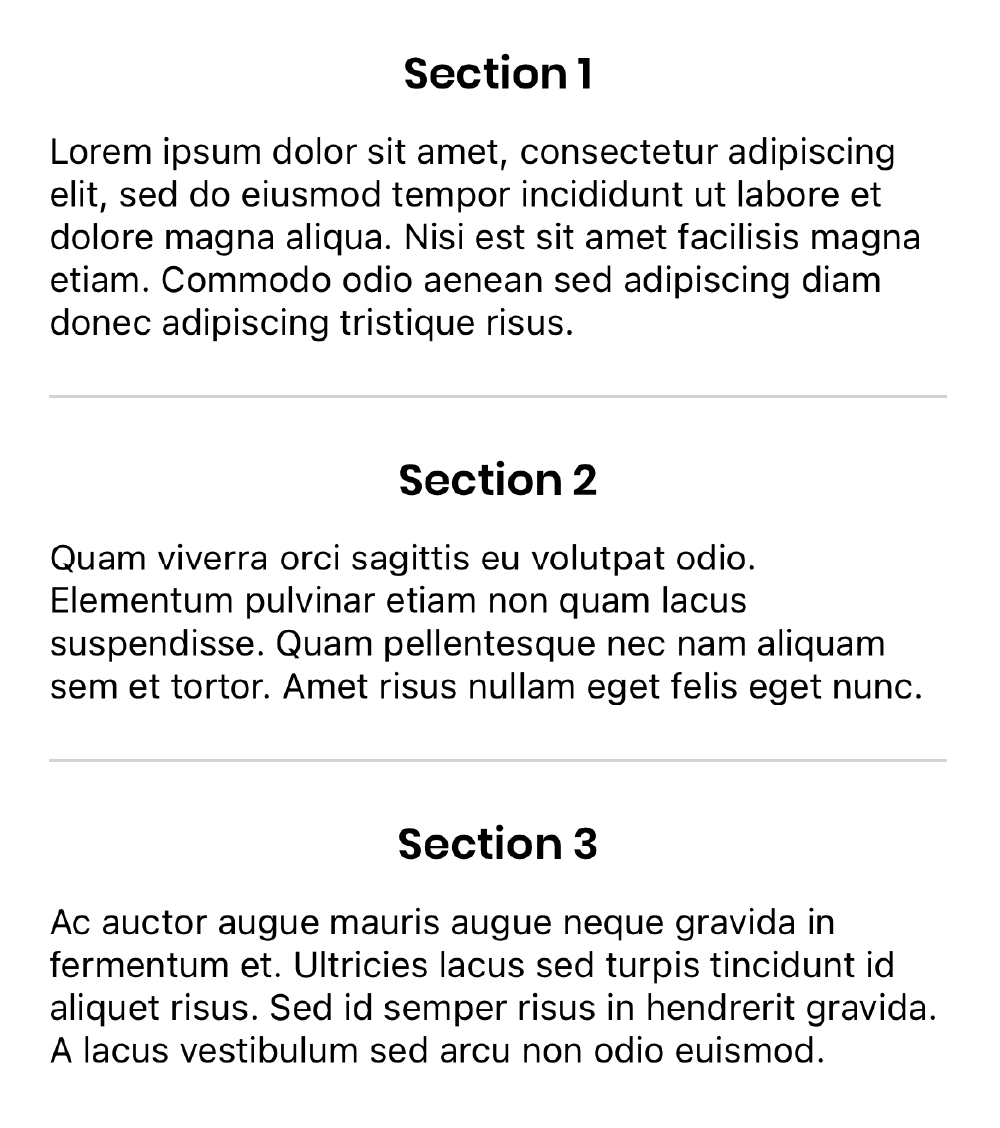 Section 1
Lorem ipsum dolor sit amet, consectetur adipiscing
elit, sed do eiusmod tempor incididunt ut labore et
dolore magna aliqua. Nisi est sit amet facilisis magna
etiam. Commodo odio aenean sed adipiscing diam
donec adipiscing tristique risus.
Section 2
Quam viverra orci sagittis eu volutpat odio.
Elementum pulvinar etiam non quam lacus
suspendisse. Quam pellentesque nec nam aliquam
sem et tortor. Amet risus nullam eget felis eget nunc.
Section 3
Ac auctor augue mauris augue neque gravida in
fermentum et. Ultricies lacus sed turpis tincidunt id
aliquet risus. Sed id semper risus in hendrerit gravida.
A lacus vestibulum sed arcu non odio euismod.